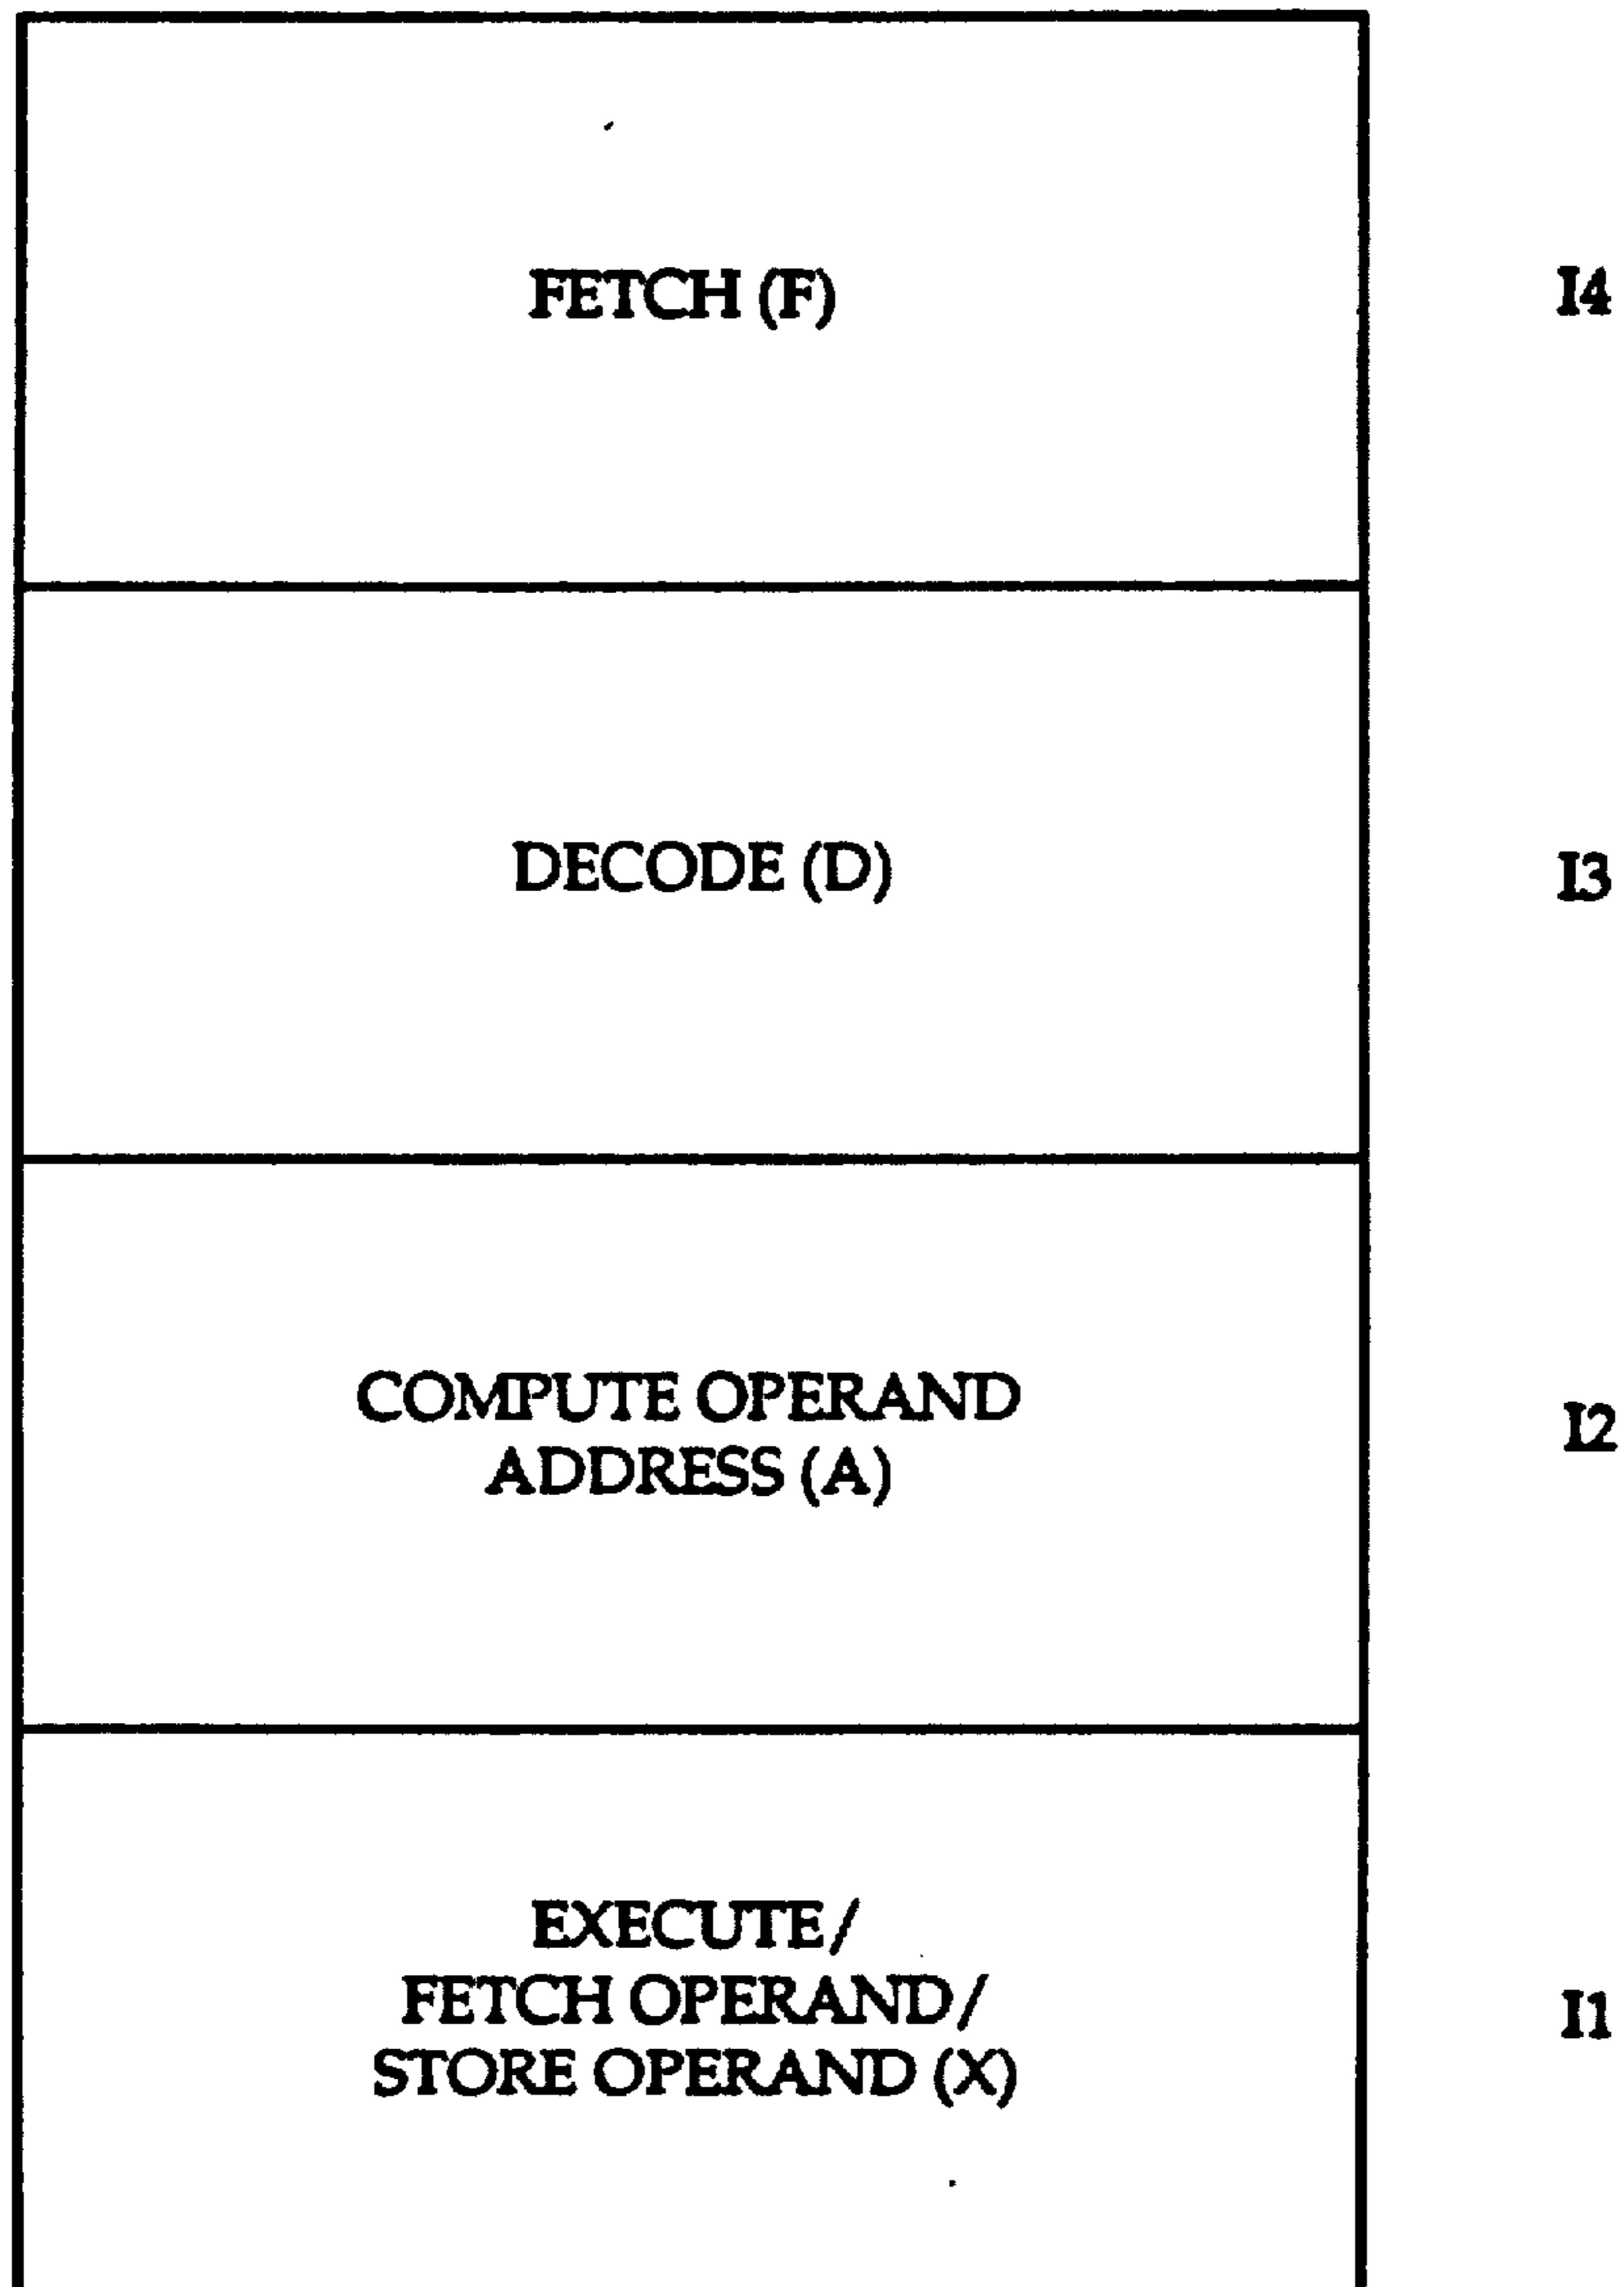 FETCH (F)
I4
DECODE (D)
I3
COMPUTE OPERAND
ADDRESS (A)
I2
EXECUTE/
FETCH OPERAND/
STORE OPERAND (X)
I1